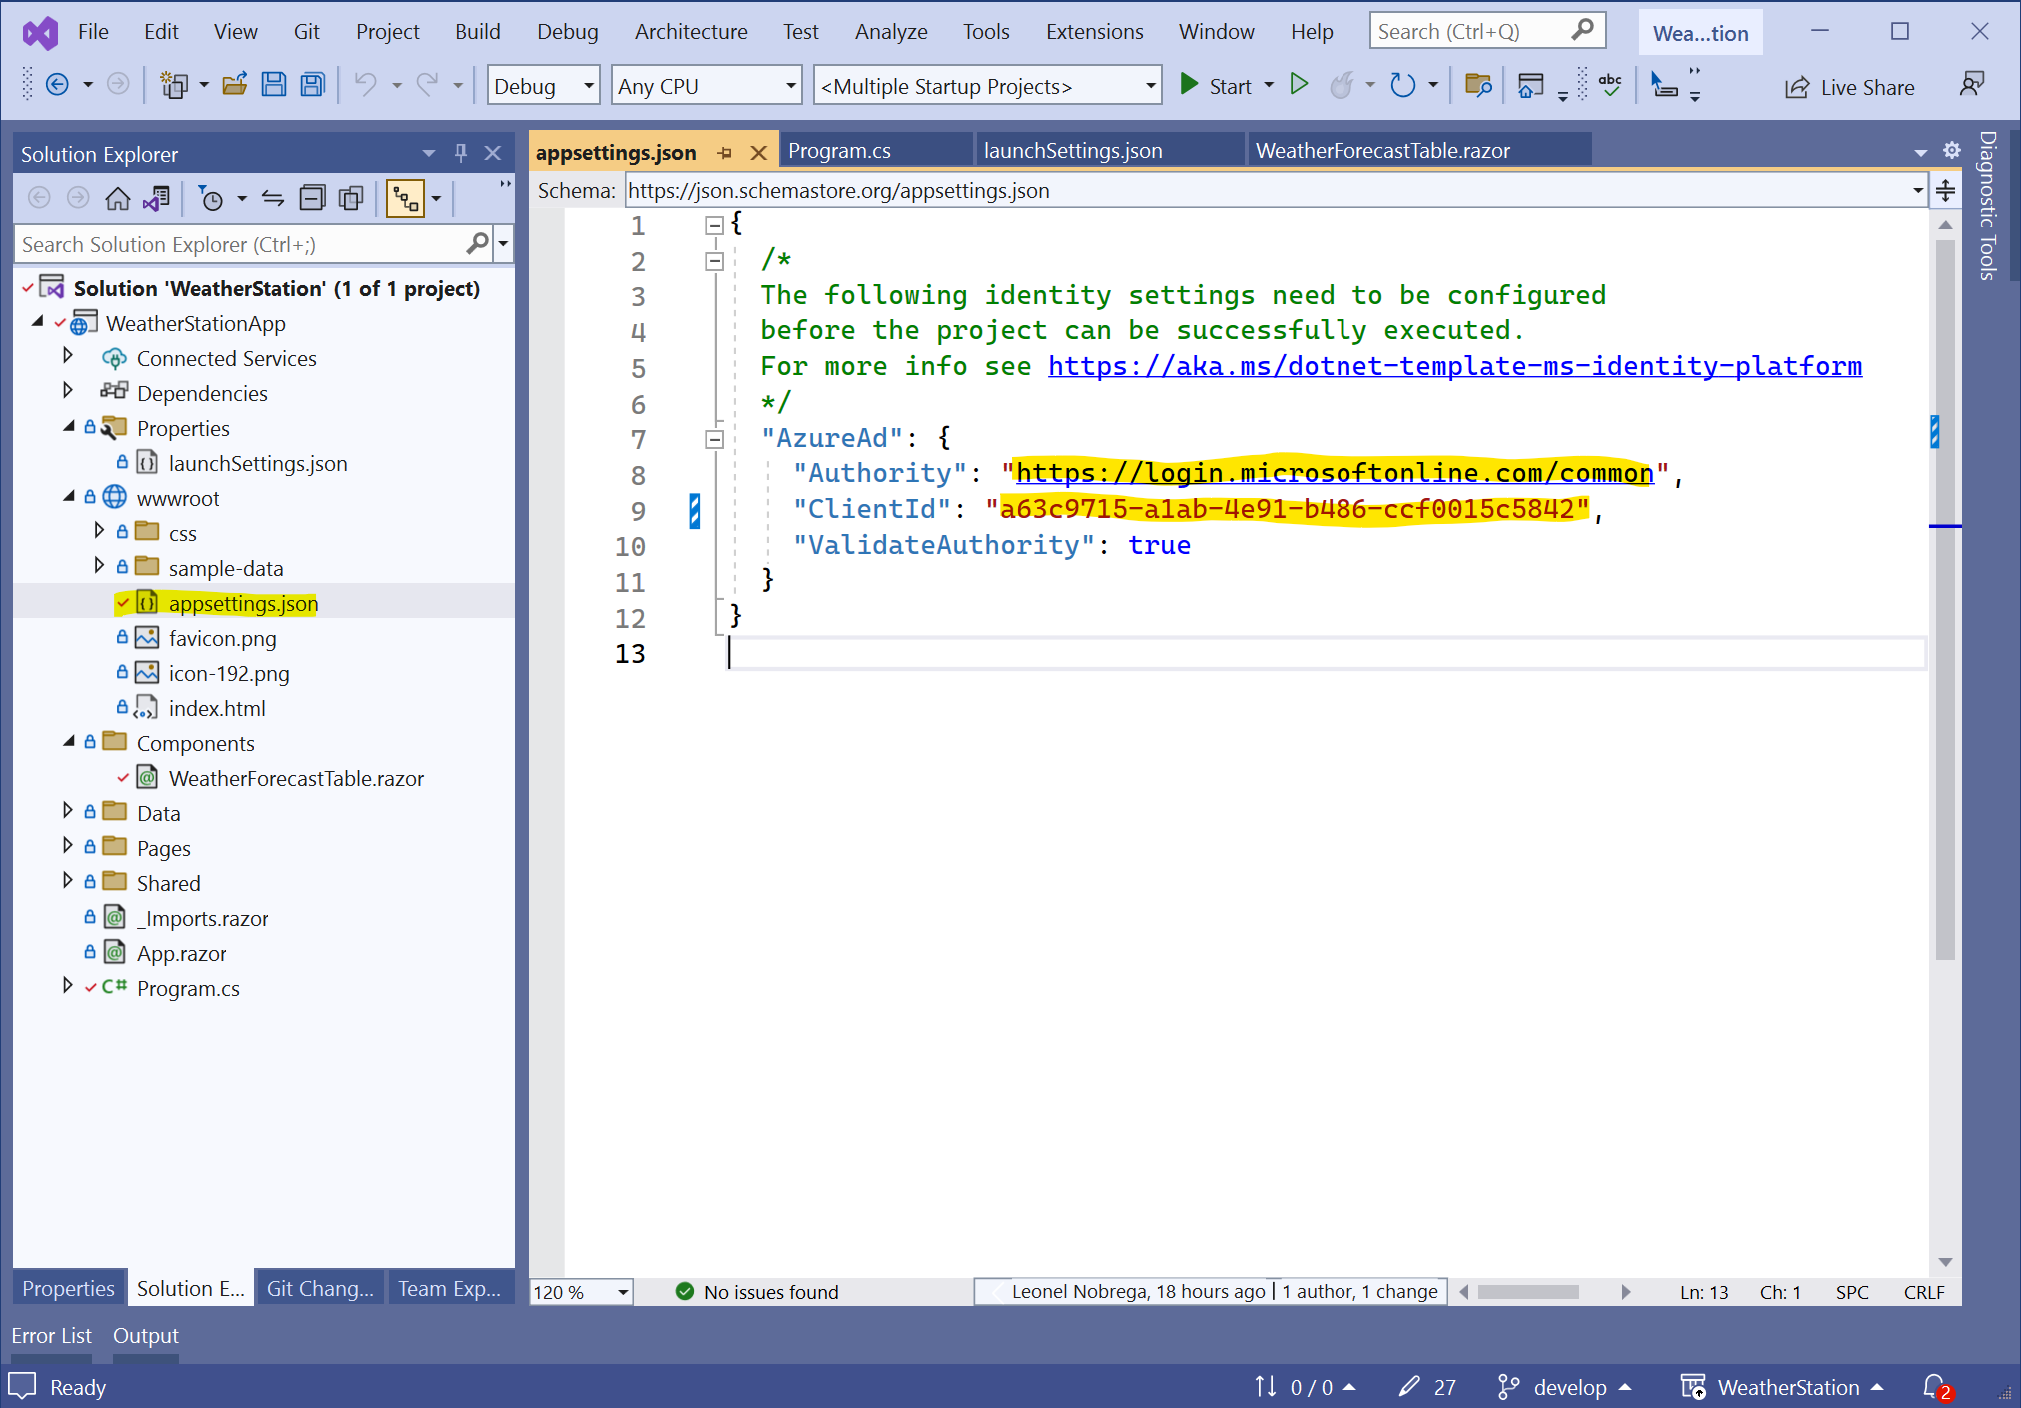 File Edit View Git Project Build Debug Architecture Test Analyze Tools Extensions Window Help Search (Ctrl+Q) Wea...tion
Debug Any CPU <Multiple Startup Projects> Start abc Live Share
Solution Explorer
Search Solution Explorer (Ctrl+;)
Solution 'WeatherStation' (1 of 1 project)
WeatherStationApp
Connected Services
Dependencies
Properties
launchSettings.json
wwwroot
css
sample-data
appsettings.json
favicon.png
icon-192.png
index.html
Components
WeatherForecastTable.razor
Data
Pages
Shared
_Imports.razor
App.razor
C# Program.cs
Properties Solution E... Git Chang... Team Exp...
appsettings.json Program.cs launchSettings.json WeatherForecastTable.razor
Schema: https://json.schemastore.org/appsettings.json
1 {
2 /*
3 The following identity settings need to be configured
4 before the project can be successfully executed.
5 For more info see https://aka.ms/dotnet-template-ms-identity-platform
6 */
7 "AzureAd": {
8 "Authority": "https://login.microsoftonline.com/common",
9 "ClientId": "a63c9715-a1ab-4e91-b486-ccf0015c5842",
10 "ValidateAuthority": true
11 }
12 }
13
120 % No issues found Leonel Nobrega, 18 hours ago | 1 author, 1 change Ln: 13 Ch: 1 SPC CRLF
Diagnostic Tools
Error List Output
Ready 0 / 0 27 develop WeatherStation 2